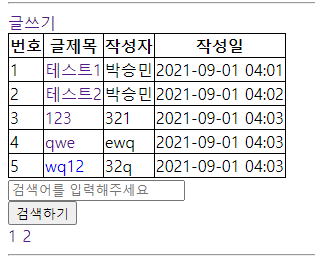 글쓰기
번호 글제목 작성자 작성일
1 테스트1 박승민 2021-09-01 04:01
2 테스트2 박승민 2021-09-01 04:02
3 123 321 2021-09-01 04:03
4 qwe ewq 2021-09-01 04:03
5 wq12 32q 2021-09-01 04:03
검색어를 입력해주세요
검색하기
1 2